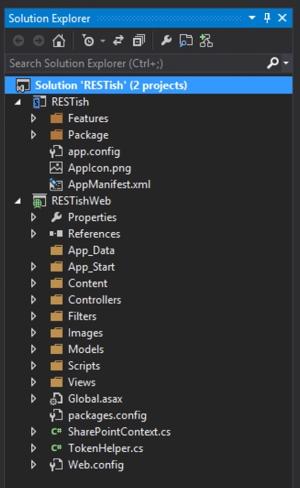 Solution Explorer
Search Solution Explorer (Ctrl+;)
Solution 'RESTish' (2 projects)
RESTish
Features
Package
app.config
AppIcon.png
AppManifest.xml
RESTishWeb
Properties
References
App_Data
App_Start
Content
Controllers
Filters
Images
Models
Scripts
Views
Global.asax
packages.config
C# SharePointContext.cs
C# TokenHelper.cs
Web.config